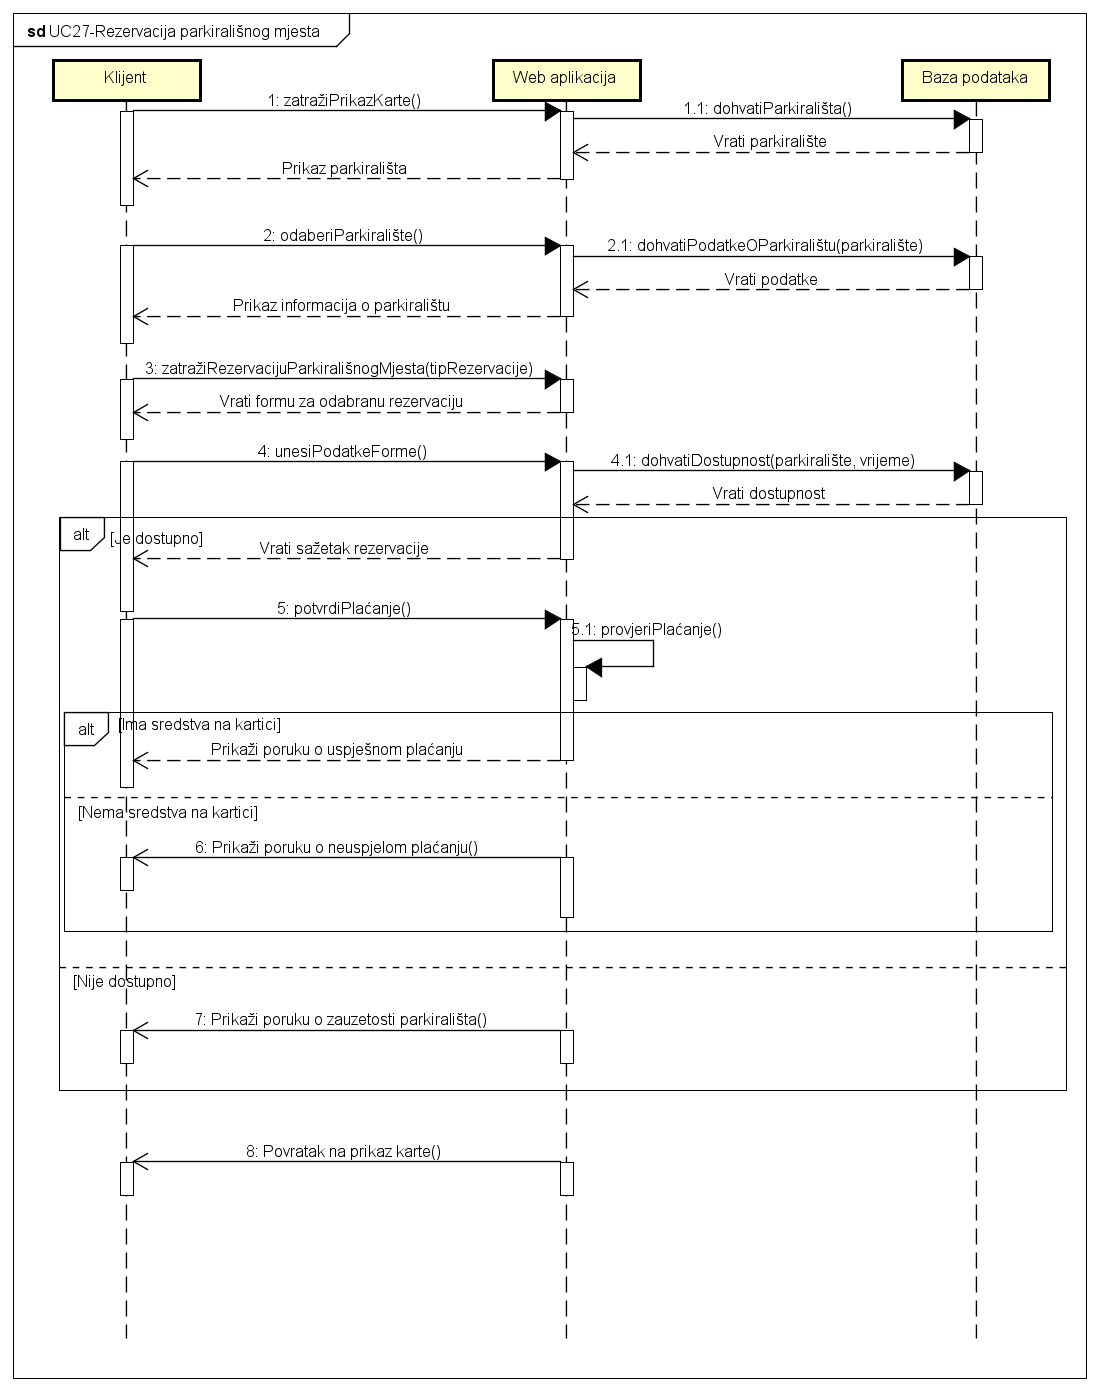 sd UC27-Rezervacija parkirališnog mjesta
Klijent
Web aplikacija
Baza podataka
1: zatražiPrikazKarte()
1.1: dohvatiParkirališta()
Vrati parkiralište
Prikaz parkirališta
2: odaberiParkiralište()
2.1: dohvatiPodatkeOParkiralištu(parkiralište)
Vrati podatke
Prikaz informacija o parkiralištu
3: zatražiRezervacijuParkirališnogMjesta(tipRezervacije)
Vrati formu za odabranu rezervaciju
4: unesiPodatkeForme()
4.1: dohvatiDostupnost(parkiralište, vrijeme)
Vrati dostupnost
alt
[Je dostupno]
Vrati sažetak rezervacije
5: potvrdiPlaćanje()
5.1: provjeriPlaćanje()
alt
[Ima sredstva na kartici]
Prikaži poruku o uspješnom plaćanju
[Nema sredstva na kartici]
6: Prikaži poruku o neuspjelom plaćanju()
[Nije dostupno]
7: Prikaži poruku o zauzetosti parkirališta()
8: Povratak na prikaz karte()